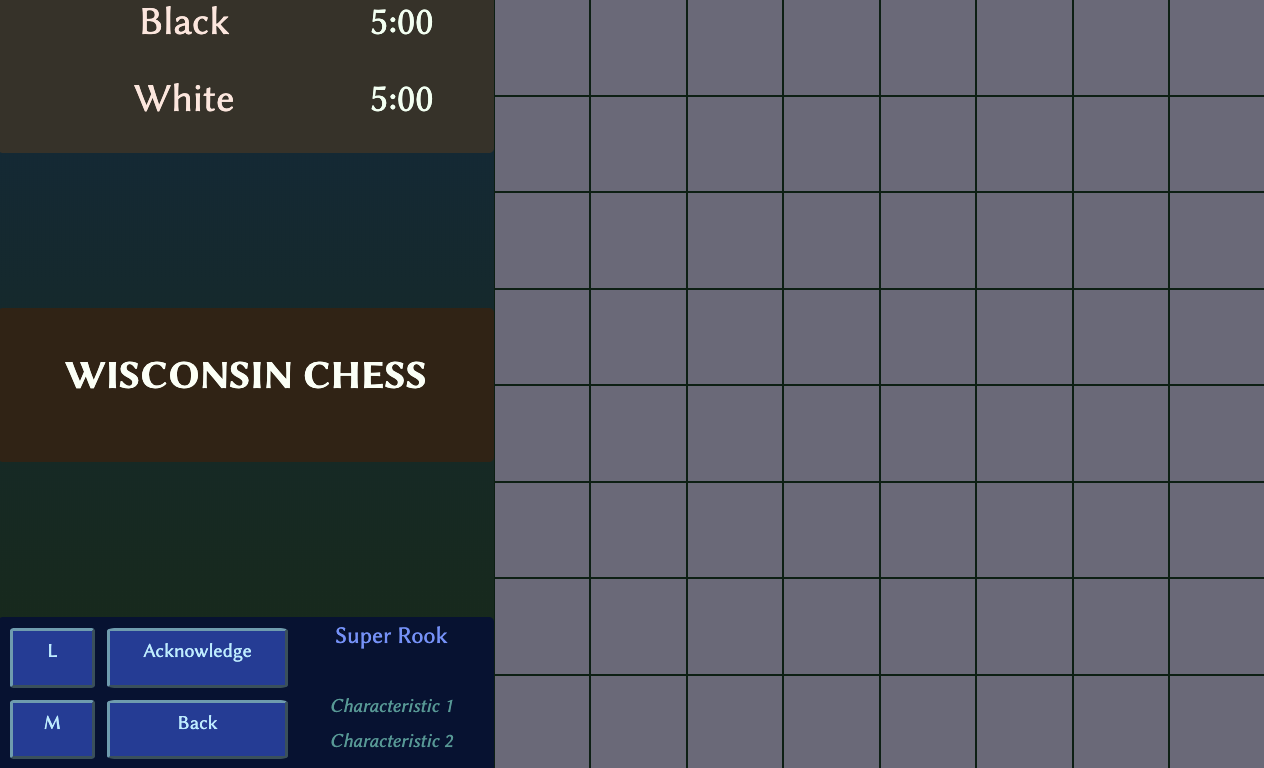 Black 5:00
White 5:00
WISCONSIN CHESS
L Acknowledge
M Back
Super Rook
Characteristic 1
Characteristic 2